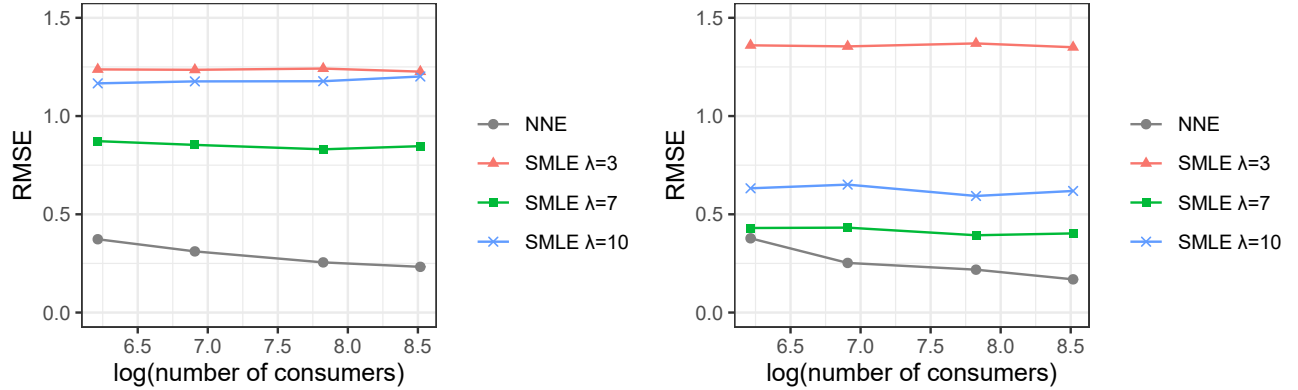 1.5
1.0
0.5
0.0
RMSE
6.5 7.0 7.5 8.0 8.5
log(number of consumers)
NNE
SMLE λ=3
SMLE λ=7
SMLE λ=10
1.5
1.0
0.5
0.0
RMSE
6.5 7.0 7.5 8.0 8.5
log(number of consumers)
NNE
SMLE λ=3
SMLE λ=7
SMLE λ=10